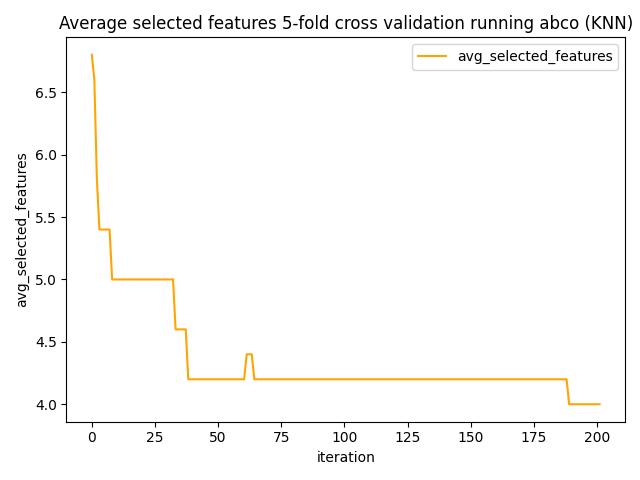 Average selected features 5-fold cross validation running abco (KNN)
avg_selected_features
avg_selected_features
6.5
6.0
5.5
5.0
4.5
4.0
0 25 50 75 100 125 150 175 200
iteration